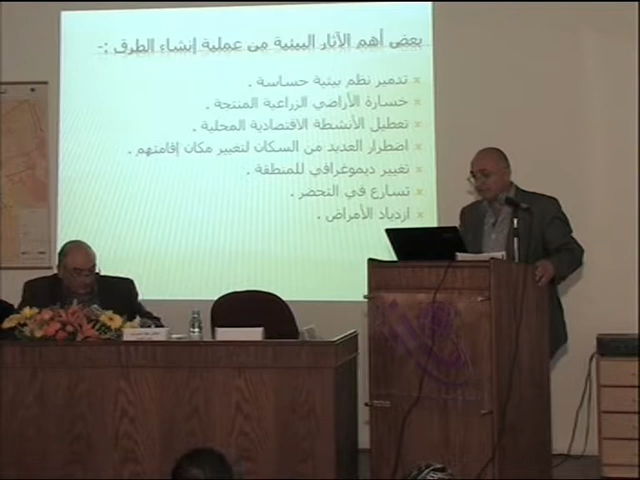 بعض أهم الآثار البيئية من عملية إنشاء الطرق :-
× تدمير نظم بيئية حساسة .
× خسارة الأراضي الزراعية المنتجة .
× تعطيل الأنشطة الاقتصادية المحلية .
× اضطرار العديد من السكان لتغيير مكان إقامتهم .
× تغيير ديموغرافي للمنطقة .
× تسارع في التحضر .
× ازدياد الأمراض .